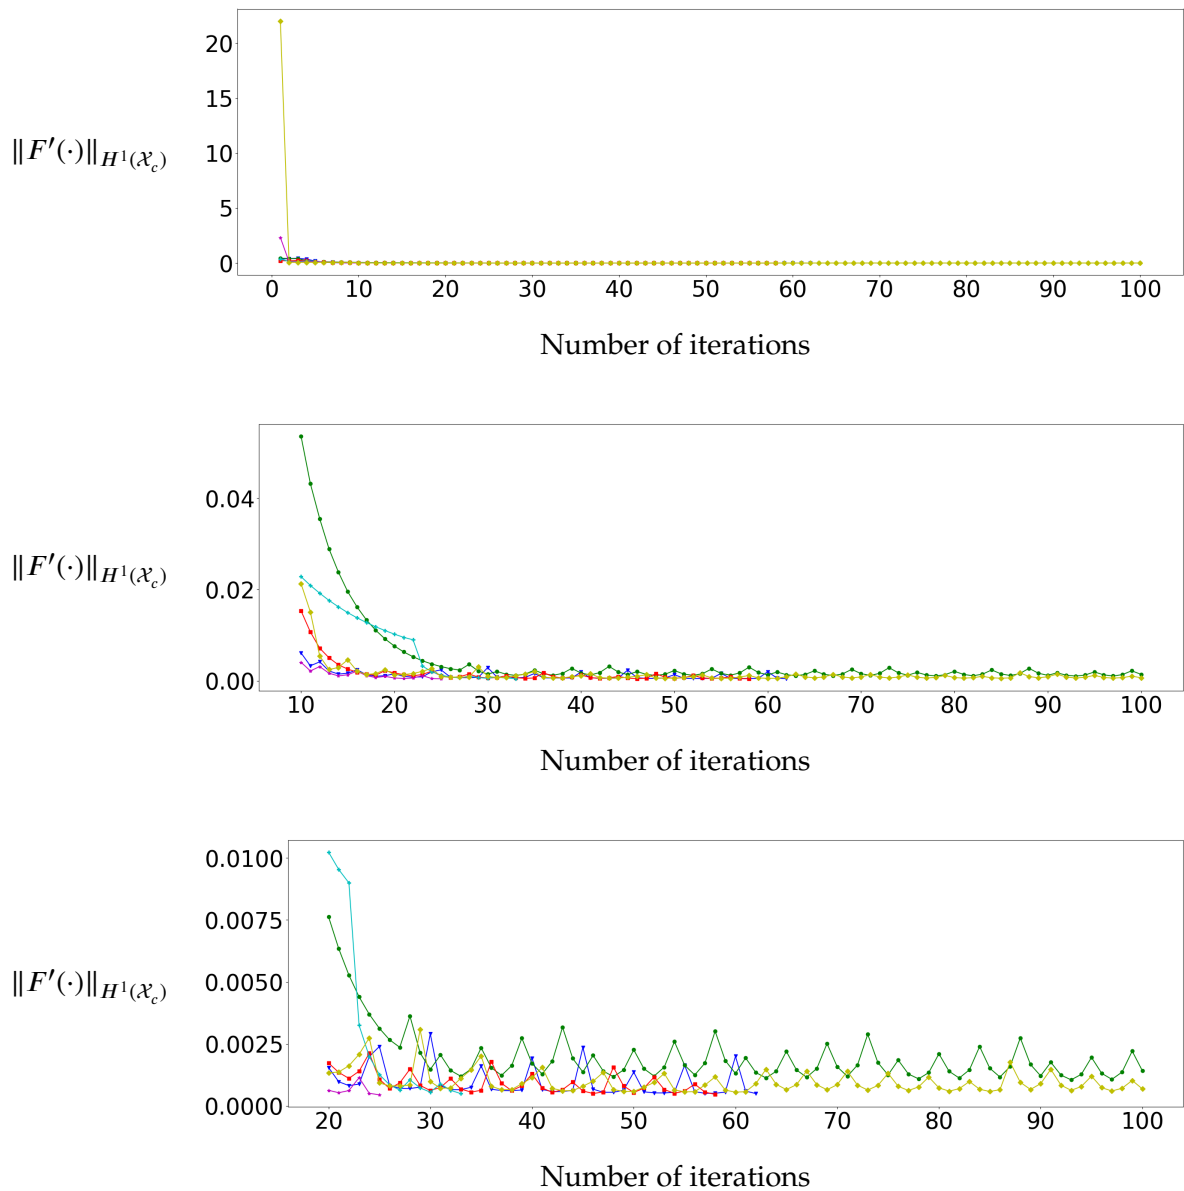 20
15
10
5
0
‖F′(·)‖_{H¹(𝒳_c)}
0 10 20 30 40 50 60 70 80 90 100
Number of iterations
0.04
0.02
0.00
‖F′(·)‖_{H¹(𝒳_c)}
10 20 30 40 50 60 70 80 90 100
Number of iterations
0.0100
0.0075
0.0050
0.0025
0.0000
‖F′(·)‖_{H¹(𝒳_c)}
20 30 40 50 60 70 80 90 100
Number of iterations